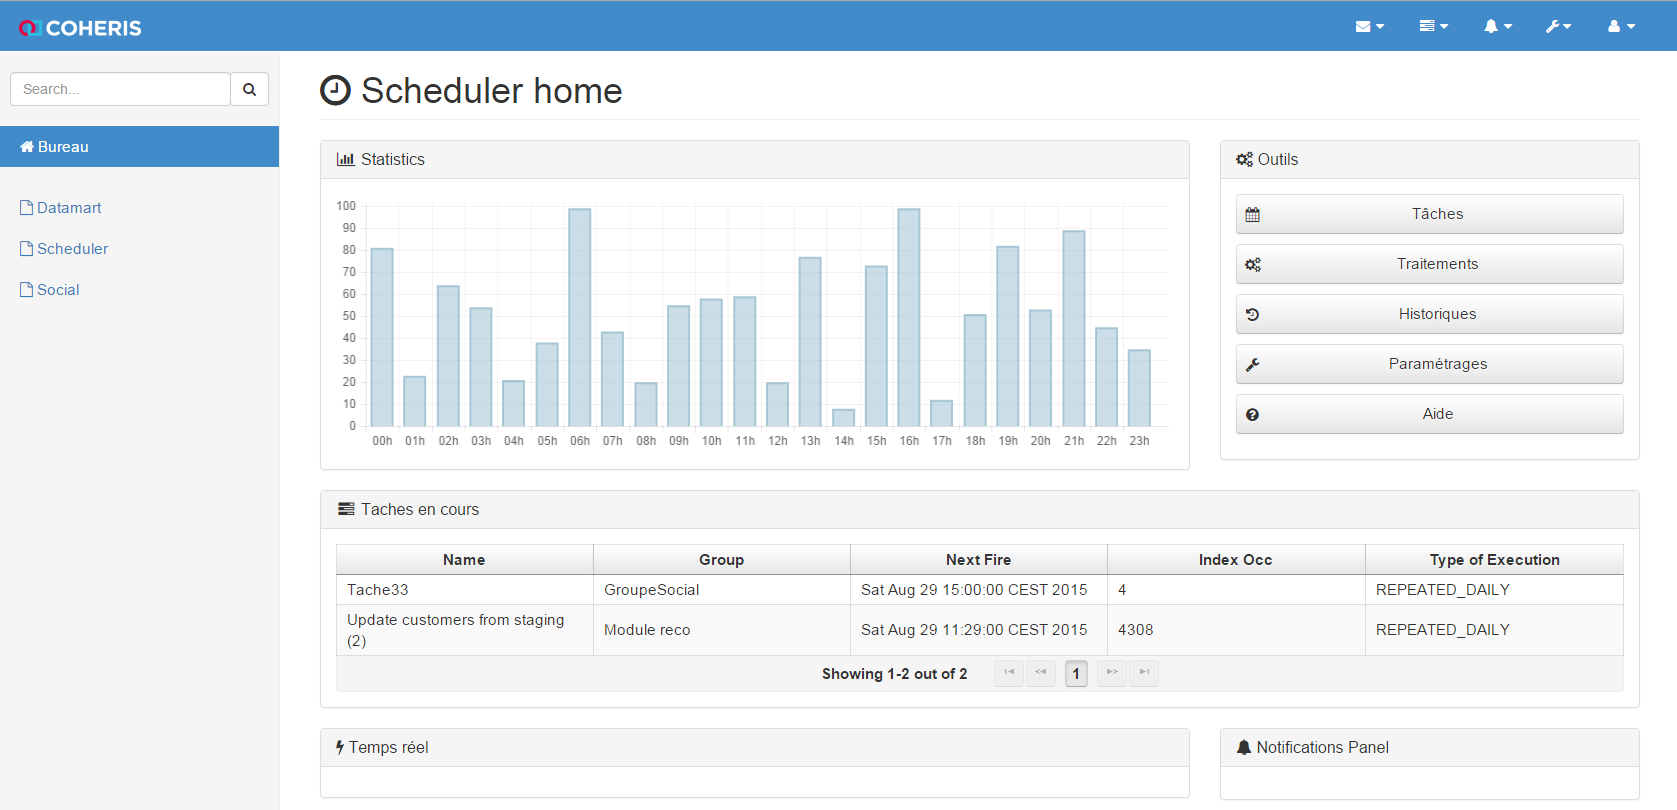 COHERIS
Search...
Bureau
Datamart
Scheduler
Social
Scheduler home
Statistics
100
90
80
70
60
50
40
30
20
10
0
00h 01h 02h 03h 04h 05h 06h 07h 08h 09h 10h 11h 12h 13h 14h 15h 16h 17h 18h 19h 20h 21h 22h 23h
Outils
Tâches
Traitements
Historiques
Paramétrages
Aide
Taches en cours
Name Group Next Fire Index Occ Type of Execution
Tache33 GroupeSocial Sat Aug 29 15:00:00 CEST 2015 4 REPEATED_DAILY
Update customers from staging
(2) Module reco Sat Aug 29 11:29:00 CEST 2015 4308 REPEATED_DAILY
Showing 1-2 out of 2 1
Temps réel
Notifications Panel